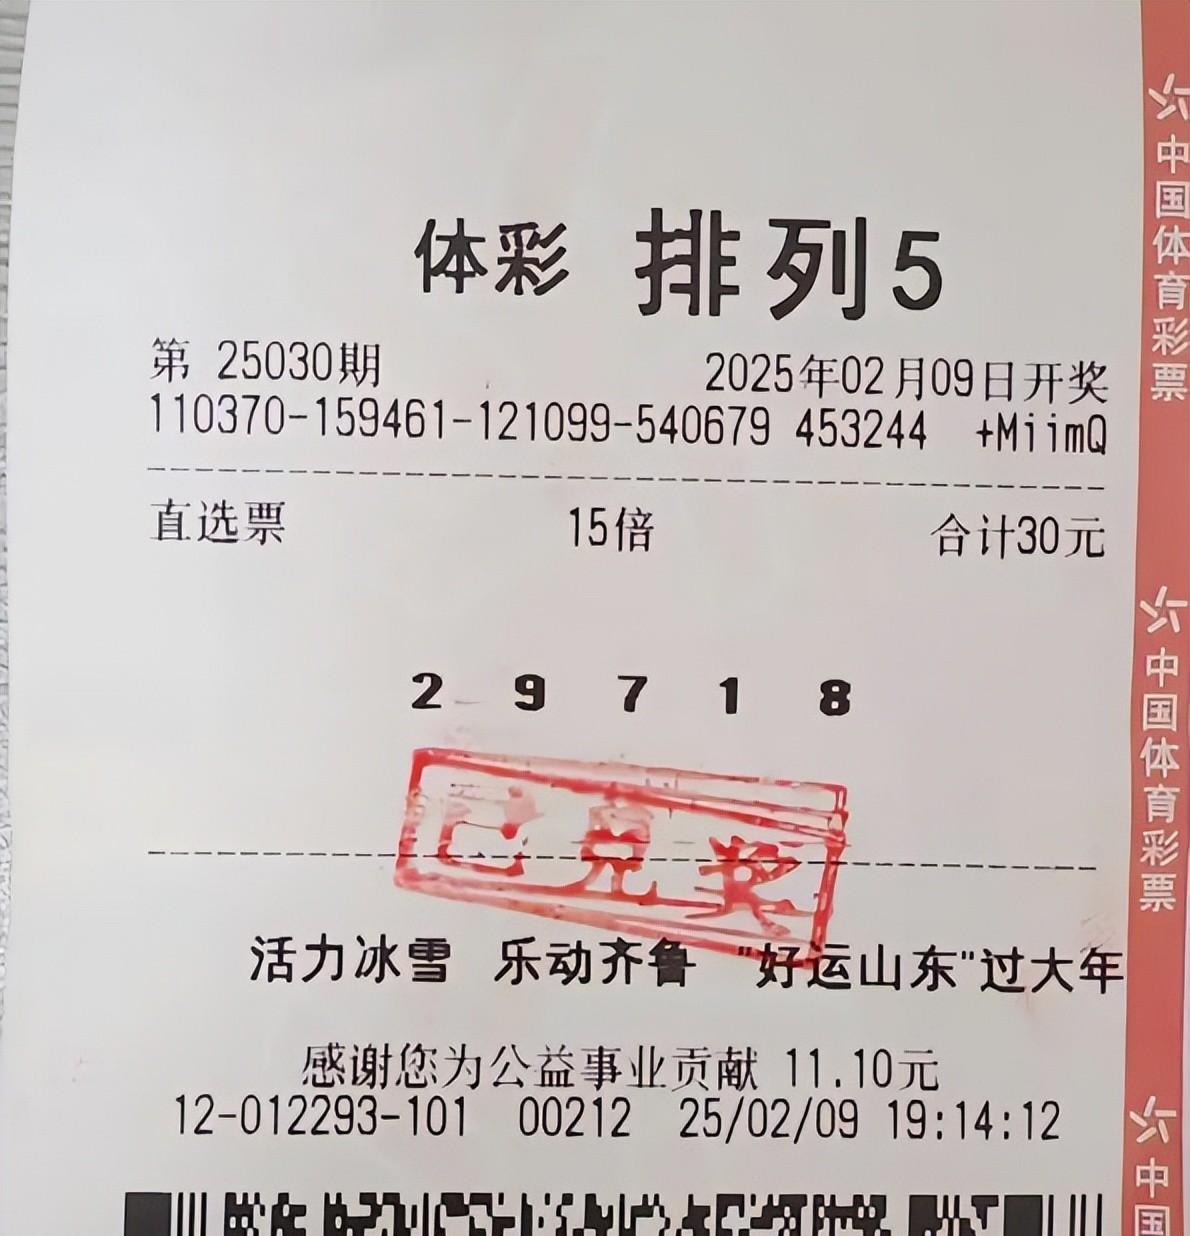 体彩 排列5
第 25030期 2025年02月09日开奖
110370-159461-121099-540679 453244 +MiimQ
直选票 15倍 合计30元
2 9 7 1 8
已兑奖
活力冰雪 乐动齐鲁 "好运山东"过大年
感谢您为公益事业贡献 11.10元
12-012293-101 00212 25/02/09 19:14:12
中国体育彩票
中国体育彩票
中国